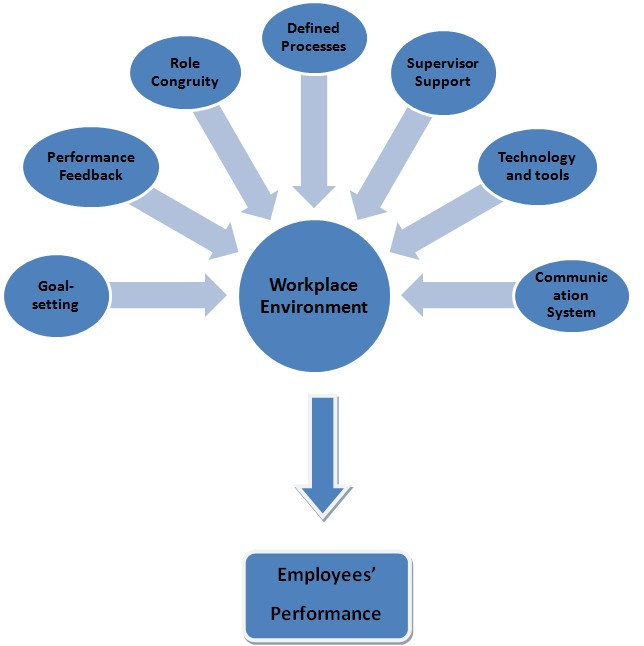 Defined
Processes
Role
Congruity
Supervisor
Support
Performance
Feedback
Technology
and tools
Goal-
setting
Workplace
Environment
Communic
ation
System
Employees’
Performance